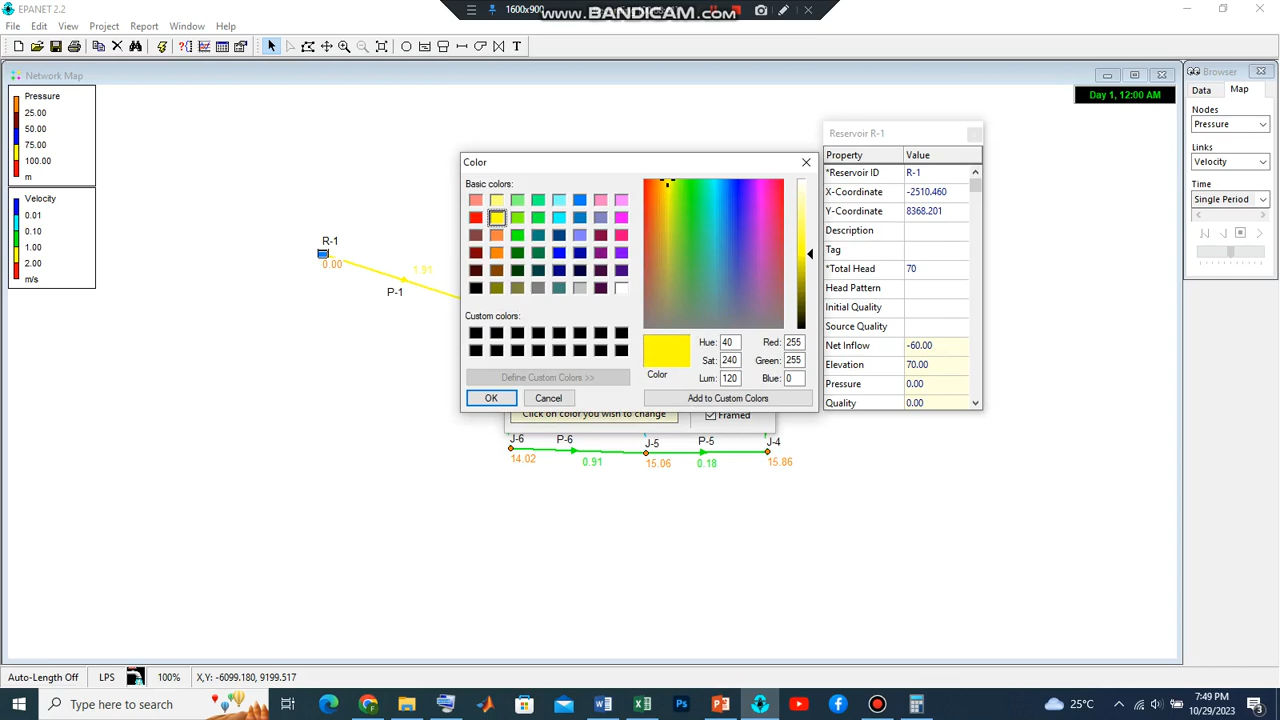 EPANET 2.2
1600x900
www.BANDICAM.com
File Edit View Project Report Window Help
Network Map
Day 1, 12:00 AM
Browser
Data Map
Nodes
Pressure
Links
Velocity
Time
Single Period
Pressure
25.00
50.00
75.00
100.00
m
Velocity
0.01
0.10
1.00
2.00
m/s
R-1
0.00
1.91
P-1
Color
Basic colors:
Custom colors:
Define Custom Colors >>
OK Cancel
Color
Hue: 40 Red: 255
Sat: 240 Green: 255
Lum: 120 Blue: 0
Add to Custom Colors
Click on color you wish to change
Framed
Reservoir R-1
Property Value
*Reservoir ID R-1
X-Coordinate -2510.460
Y-Coordinate 8368.201
Description
Tag
*Total Head 70
Head Pattern
Initial Quality
Source Quality
Net Inflow -60.00
Elevation 70.00
Pressure 0.00
Quality 0.00
J-6 P-6 J-5 P-5 J-4
14.02 0.91 15.06 0.18 15.86
Auto-Length Off LPS 100% X,Y: -6099.180, 9199.517
Type here to search
25°C
7:49 PM
10/29/2023
3